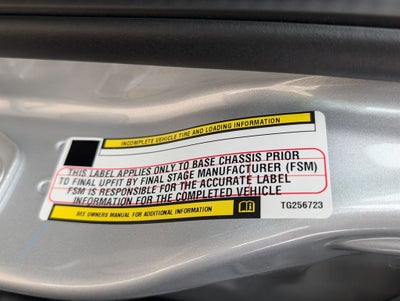 INCOMPLETE VEHICLE TIRE AND LOADING INFORMATION
THIS LABEL APPLIES ONLY TO BASE CHASSIS PRIOR
TO FINAL UPFIT BY FINAL STAGE MANUFACTURER (FSM)
FSM IS RESPONSIBLE FOR THE ACCURATE LABEL
INFORMATION FOR THE COMPLETED VEHICLE
SEE OWNERS MANUAL FOR ADDITIONAL INFORMATION
TG256723